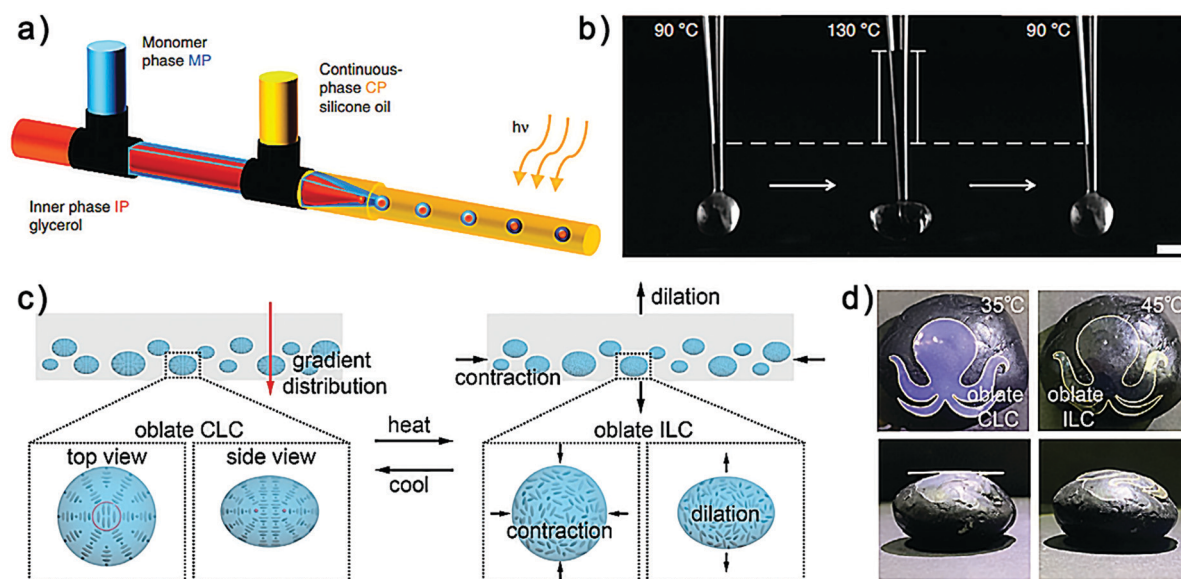 a)
Monomer
phase MP
Continuous-
phase CP
silicone oil
hν
Inner phase IP
glycerol
b)
90 °C
130 °C
90 °C
c)
gradient
distribution
dilation
contraction
oblate CLC
top view
side view
heat
cool
oblate ILC
contraction
dilation
d)
35℃
oblate
CLC
45℃
oblate
ILC